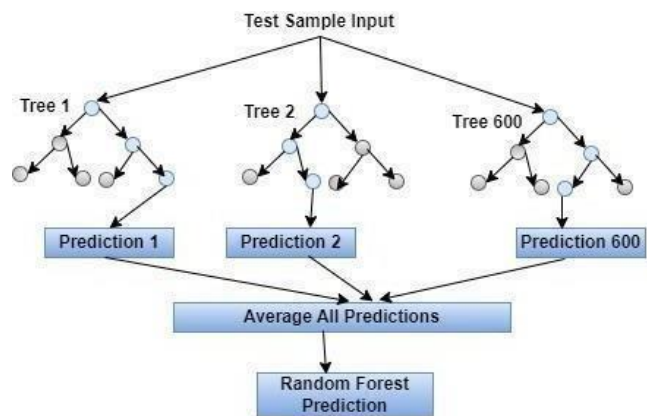 Test Sample Input
Tree 1
Tree 2
Tree 600
Prediction 1
Prediction 2
Prediction 600
Average All Predictions
Random Forest
Prediction